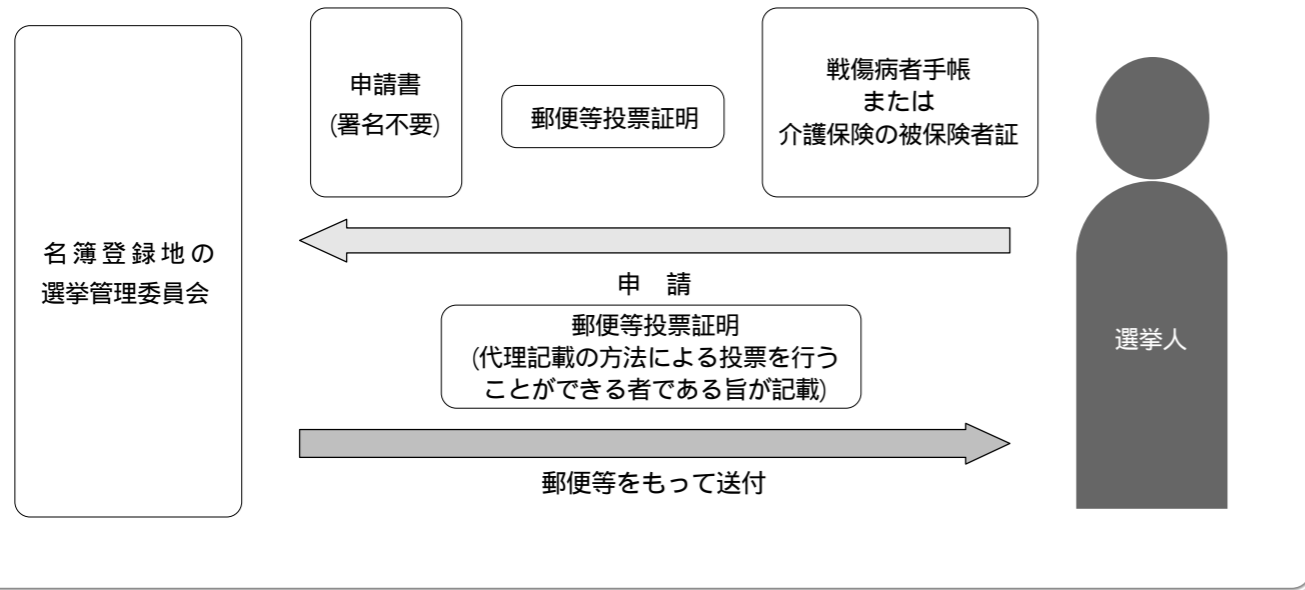 申請書
(署名不要)
郵便等投票証明
戦傷病者手帳
または
介護保険の被保険者証
名簿登録地の
選挙管理委員会
申　請
郵便等投票証明
(代理記載の方法による投票を行う
ことができる者である旨が記載)
郵便等をもって送付
選挙人